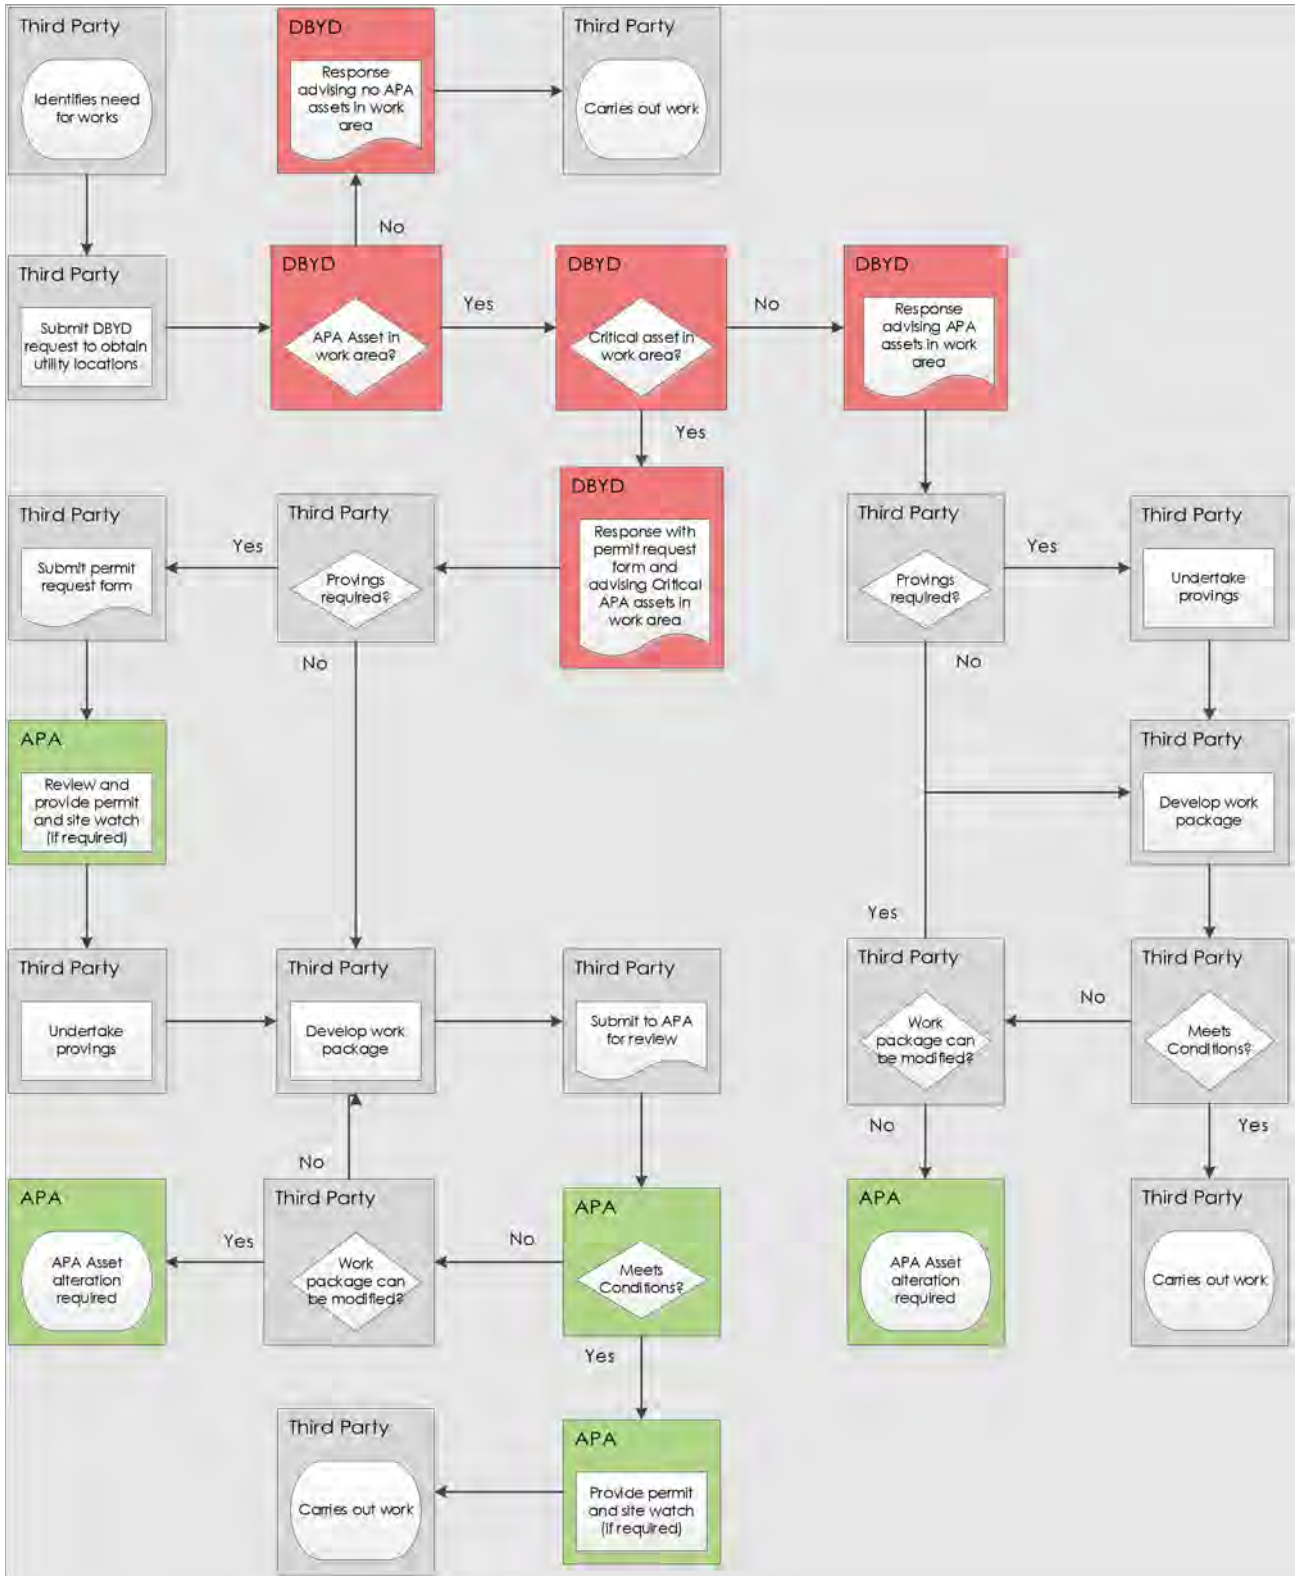 Third Party
Identifies need
for works
DBYD
Response
advising no APA
assets in work
area
Third Party
Carries out work
No
Third Party
Submit DBYD
request to obtain
utility locations
DBYD
APA Asset in
work area?
Yes
DBYD
Critical asset in
work area?
No
DBYD
Response
advising APA
assets in work
area
Yes
Third Party
Submit permit
request form
Yes
Third Party
Provings
required?
No
DBYD
Response with
permit request
form and
advising Critical
APA assets in
work area
Third Party
Provings
required?
Yes
No
Third Party
Undertake
provings
APA
Review and
provide permit
and site watch
(if required)
Third Party
Develop work
package
Yes
Third Party
Undertake
provings
Third Party
Develop work
package
Third Party
Submit to APA
for review
Third Party
Work
package can
be modified?
No
Third Party
Meets
Conditions?
No
Yes
No
APA
APA Asset
alteration
required
Yes
Third Party
Work
package can
be modified?
No
APA
Meets
Conditions?
APA
APA Asset
alteration
required
Third Party
Carries out work
Yes
Third Party
Carries out work
APA
Provide permit
and site watch
(if required)